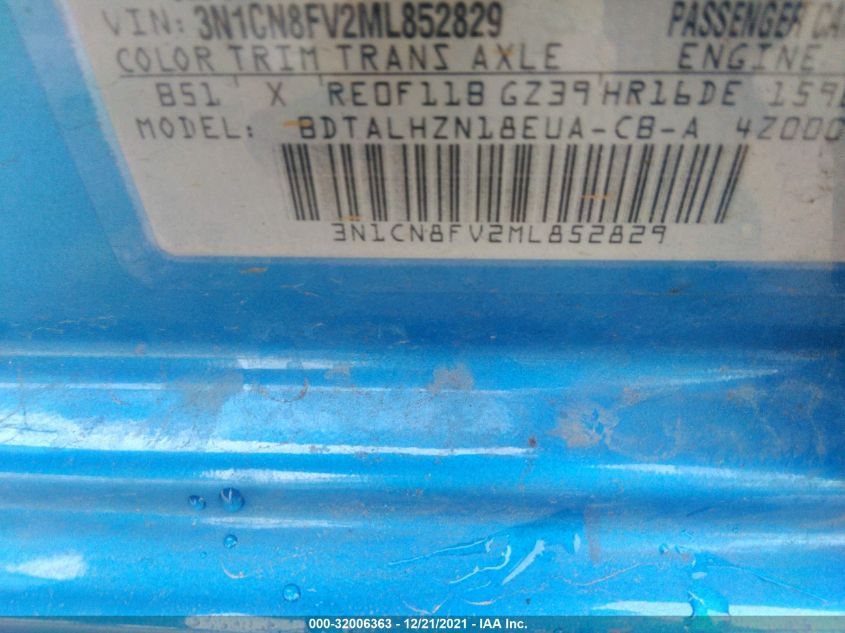 VIN: 3N1CN8FV2ML852829 PASSENGER CA
COLOR TRIM TRANS AXLE ENGINE
B51 X RE0F11B GZ39 HR16DE 159
MODEL: BDTALHZN18EUA-CB-A 42000
3N1CN8FV2ML852829
000-32006363 - 12/21/2021 - IAA Inc.